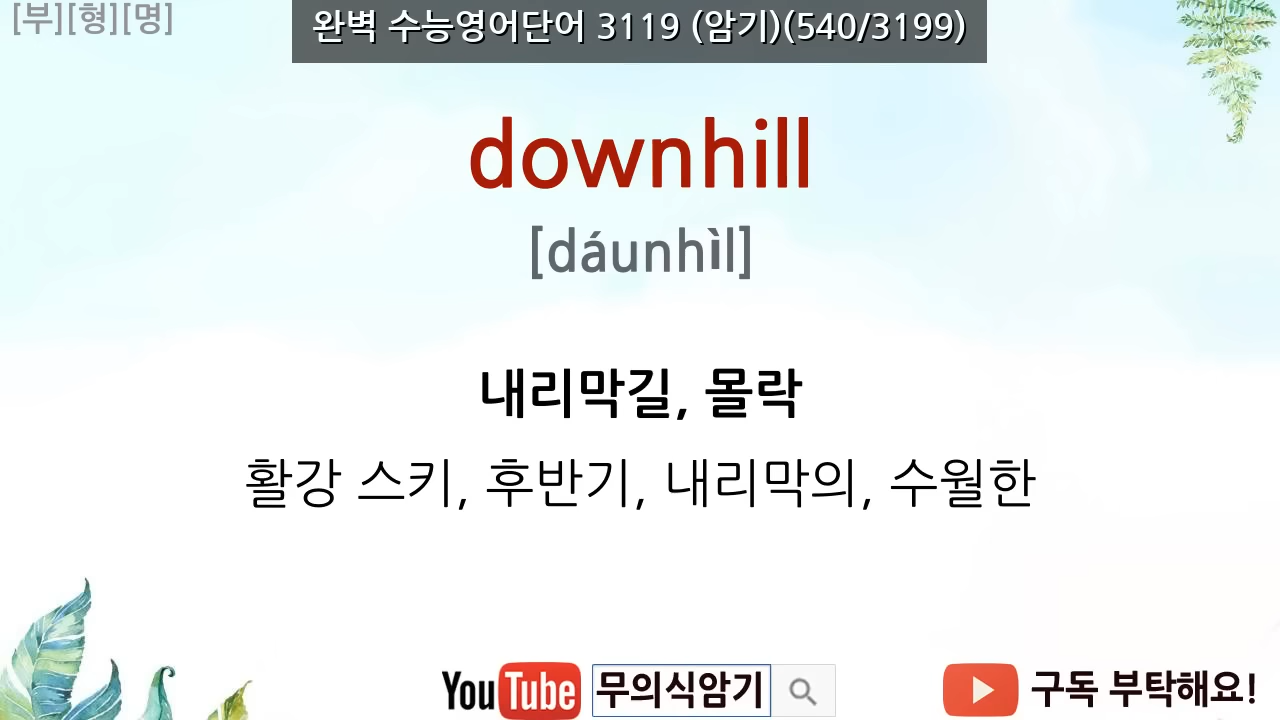 [부][형][명]
완벽 수능영어단어 3119 (암기)(540/3199)
downhill
[dáunhìl]
내리막길, 몰락
활강 스키, 후반기, 내리막의, 수월한
YouTube 무의식암기
구독 부탁해요!